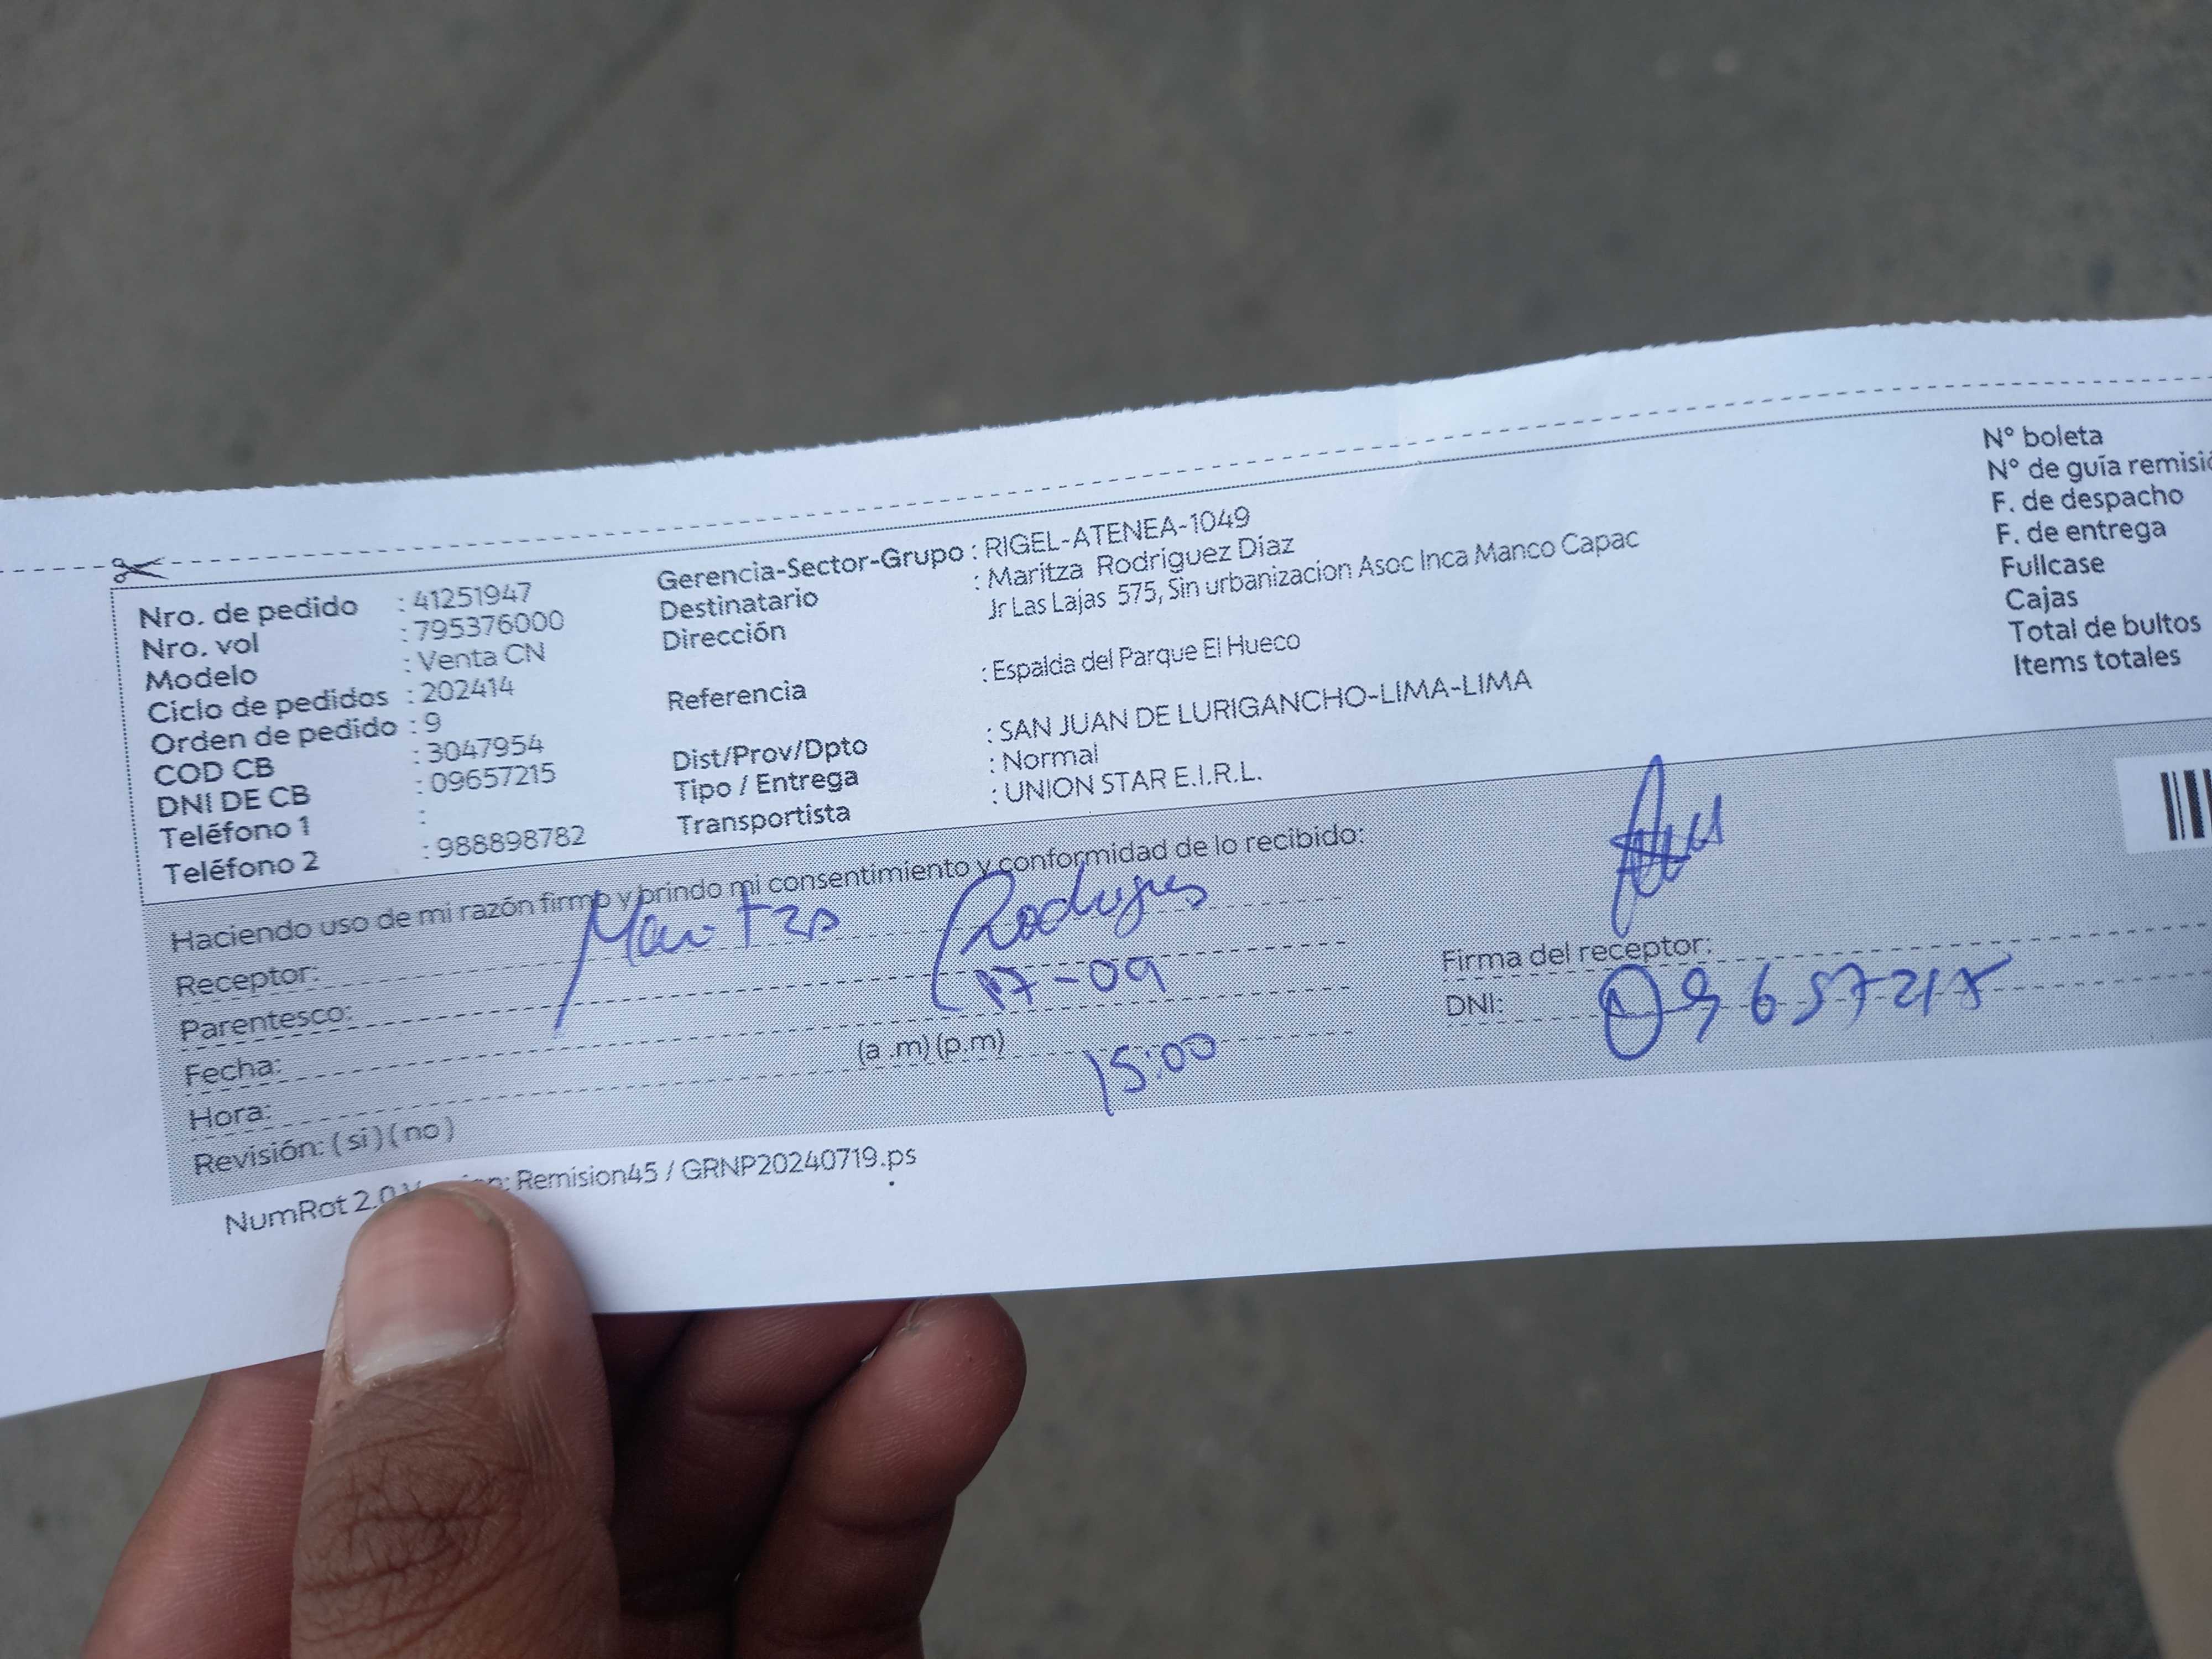 Nro. de pedido : 41251947
Nro. vol : 795376000
Modelo : Venta CN
Ciclo de pedidos : 202414
Orden de pedido : 9
COD CB : 3047954
DNI DE CB : 09657215
Teléfono 1 :
Teléfono 2 : 988898782
Gerencia-Sector-Grupo : RIGEL-ATENEA-1049
Destinatario : Maritza Rodríguez Díaz
Dirección Jr Las Lajas 575, Sin urbanizacion Asoc Inca Manco Capac
Referencia : Espalda del Parque El Hueco
Dist/Prov/Dpto : SAN JUAN DE LURIGANCHO-LIMA-LIMA
Tipo / Entrega : Normal
Transportista : UNION STAR E.I.R.L.
N° boleta
N° de guía remisió
F. de despacho
F. de entrega
Fullcase
Cajas
Total de bultos
Items totales
Haciendo uso de mi razón firmo y brindo mi consentimiento y conformidad de lo recibido:
Receptor: Maritza
Parentesco:
Fecha: 17-09
Hora: (a.m)(p.m) 15:00
Revisión: (si)(no)
Firma del receptor:
DNI: 09657215
NumRot 2.0 Remision45 / GRNP20240719.ps